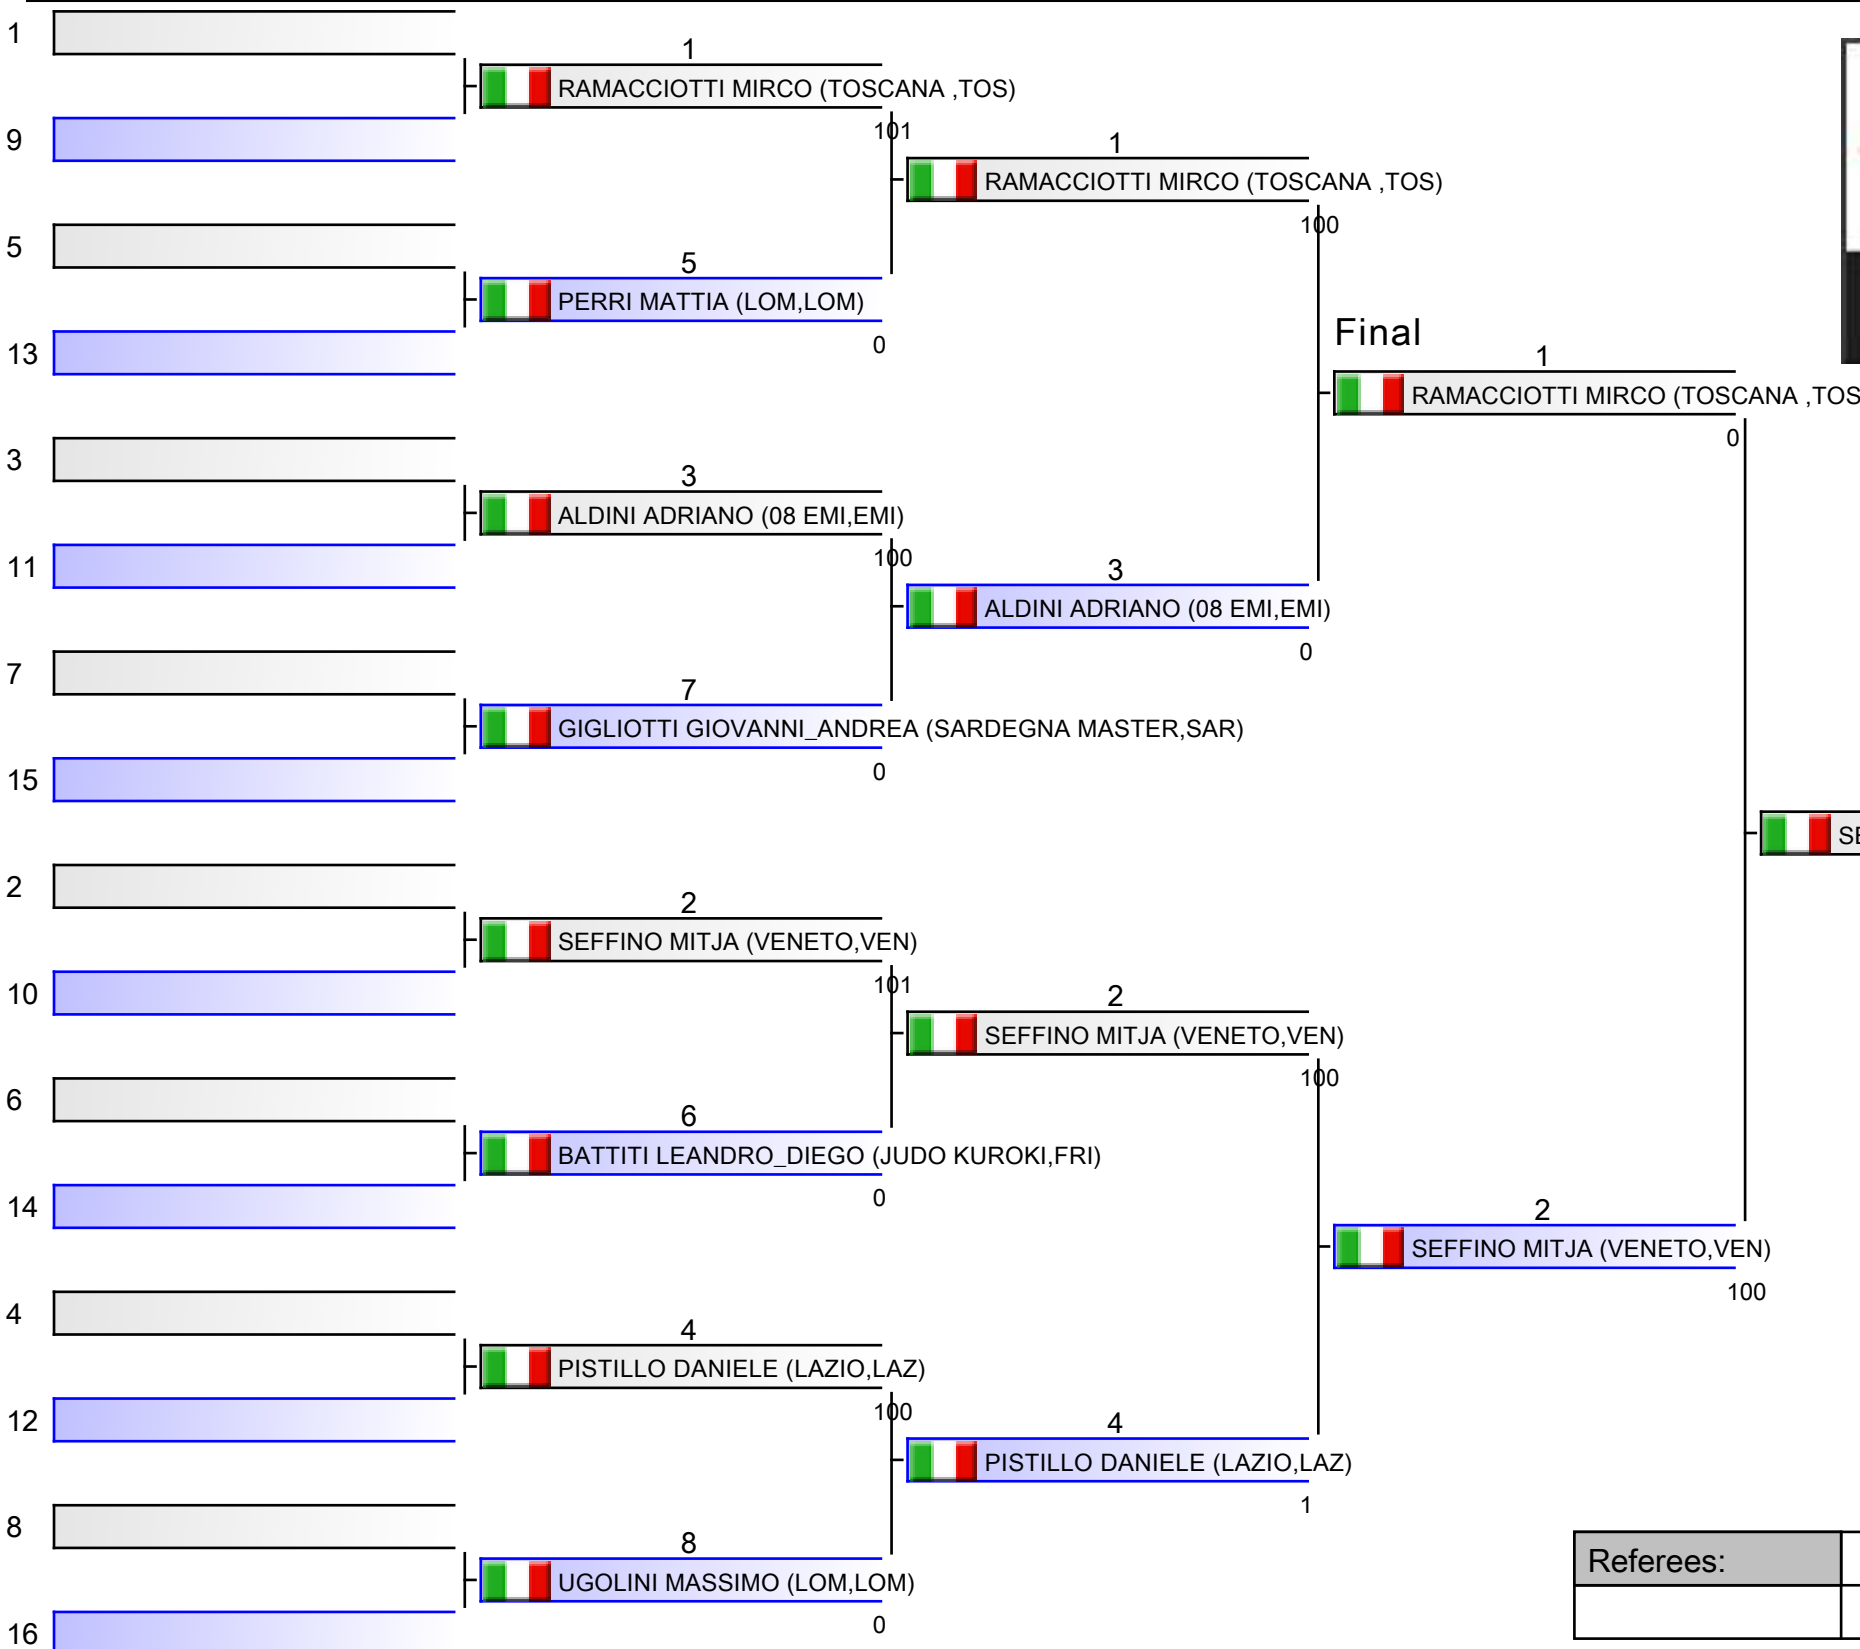 1
1
RAMACCIOTTI MIRCO (TOSCANA ,TOS)
101
9
1
RAMACCIOTTI MIRCO (TOSCANA ,TOS)
100
5
5
PERRI MATTIA (LOM,LOM)
0
13
Final
1
RAMACCIOTTI MIRCO (TOSCANA ,TOS
0
3
3
ALDINI ADRIANO (08 EMI,EMI)
100
11
3
ALDINI ADRIANO (08 EMI,EMI)
0
7
7
GIGLIOTTI GIOVANNI_ANDREA (SARDEGNA MASTER,SAR)
0
15
SE
2
2
SEFFINO MITJA (VENETO,VEN)
101
10
2
SEFFINO MITJA (VENETO,VEN)
100
6
6
BATTITI LEANDRO_DIEGO (JUDO KUROKI,FRI)
0
14
2
SEFFINO MITJA (VENETO,VEN)
100
4
4
PISTILLO DANIELE (LAZIO,LAZ)
100
12
4
PISTILLO DANIELE (LAZIO,LAZ)
1
8
8
UGOLINI MASSIMO (LOM,LOM)
0
16
Referees: